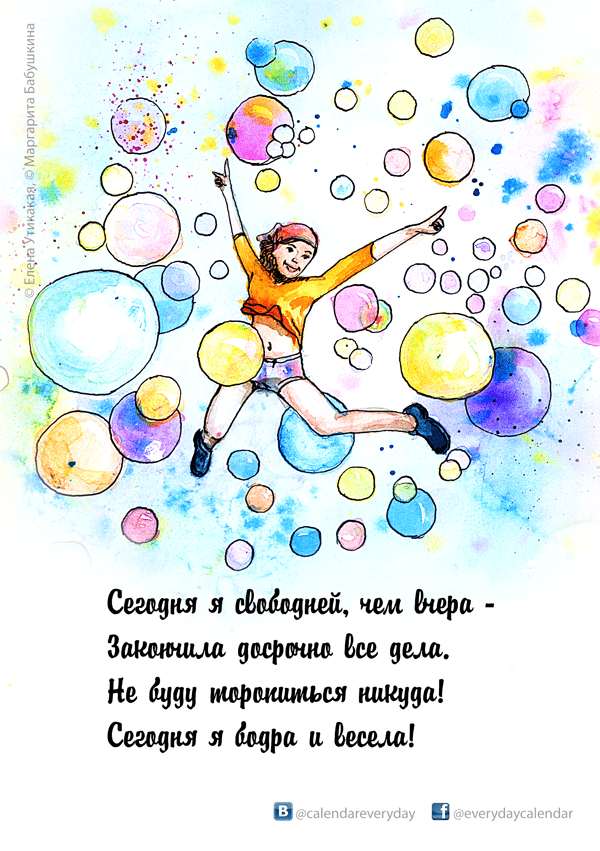 © Елена Утикакая, © Маргарита Бабушкина
Сегодня я свободней, чем вчера -
Закончила досрочно все дела.
Не буду торопиться никуда!
Сегодня я бодра и весела!
В @calendareveryday f @everydaycalendar